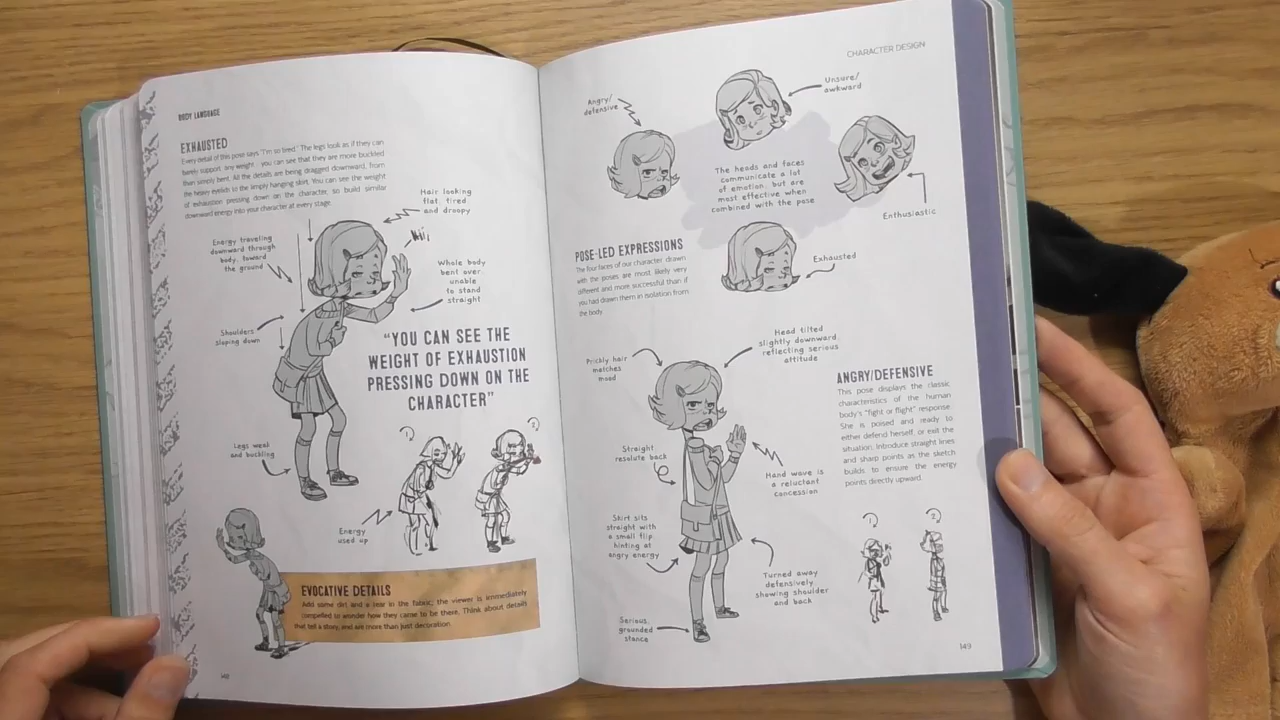 BODY LANGUAGE
EXHAUSTED
Every detail of this pose says "I'm so tired." The legs look as if they can
barely support any weight - you can see that they are more buckled
than simply bent. All the details are being dragged downward, from
the heavy eyelids to the limply hanging skirt. You can see the weight
of exhaustion pressing down on the character, so build similar
downward energy into your character at every stage.
Hair looking
flat, tired
and droopy
Energy traveling
downward through
body, toward
the ground
Whole body
bent over,
unable
to stand
straight
Shoulders
sloping down
"YOU CAN SEE THE
WEIGHT OF EXHAUSTION
PRESSING DOWN ON THE
CHARACTER"
Legs weak
and buckling
1
2
Energy
used up
EVOCATIVE DETAILS
Add some dirt and a tear in the fabric; the viewer is immediately
compelled to wonder how they came to be there. Think about details
that tell a story, and are more than just decoration.
148
CHARACTER DESIGN
Angry/
defensive
Unsure/
awkward
The heads and faces
communicate a lot
of emotion, but are
most effective when
combined with the pose
Enthusiastic
POSE-LED EXPRESSIONS
The four faces of our character drawn
with the poses are most likely very
different and more successful than if
you had drawn them in isolation from
the body.
Exhausted
Prickly hair
matches
mood
Head tilted
slightly downward
reflecting serious
attitude
ANGRY/DEFENSIVE
This pose displays the classic
characteristics of the human
body's "fight or flight" response.
She is poised and ready to
either defend herself, or exit the
situation. Introduce straight lines
and sharp points as the sketch
builds to ensure the energy
points directly upward.
Straight,
resolute back
Hand wave is
a reluctant
concession
Skirt sits
straight with
a small flip,
hinting at
angry energy
Turned away
defensively
showing shoulder
and back
1
2
Serious,
grounded
stance
149